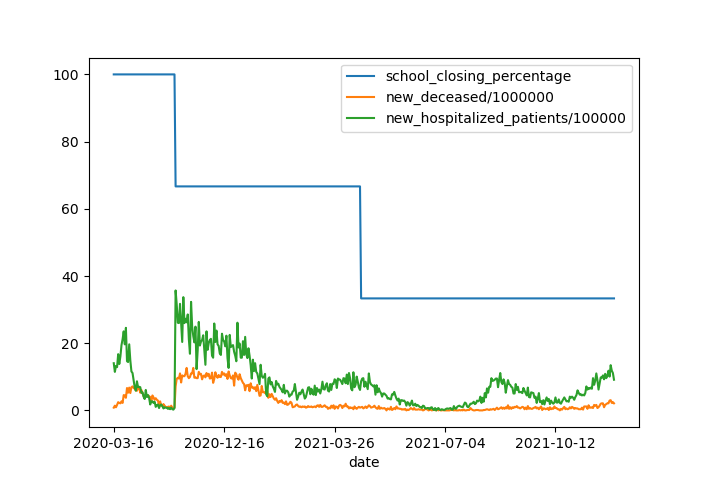 school_closing_percentage
new_deceased/1000000
new_hospitalized_patients/100000
100
80
60
40
20
0
2020-03-16 2020-12-16 2021-03-26 2021-07-04 2021-10-12
date